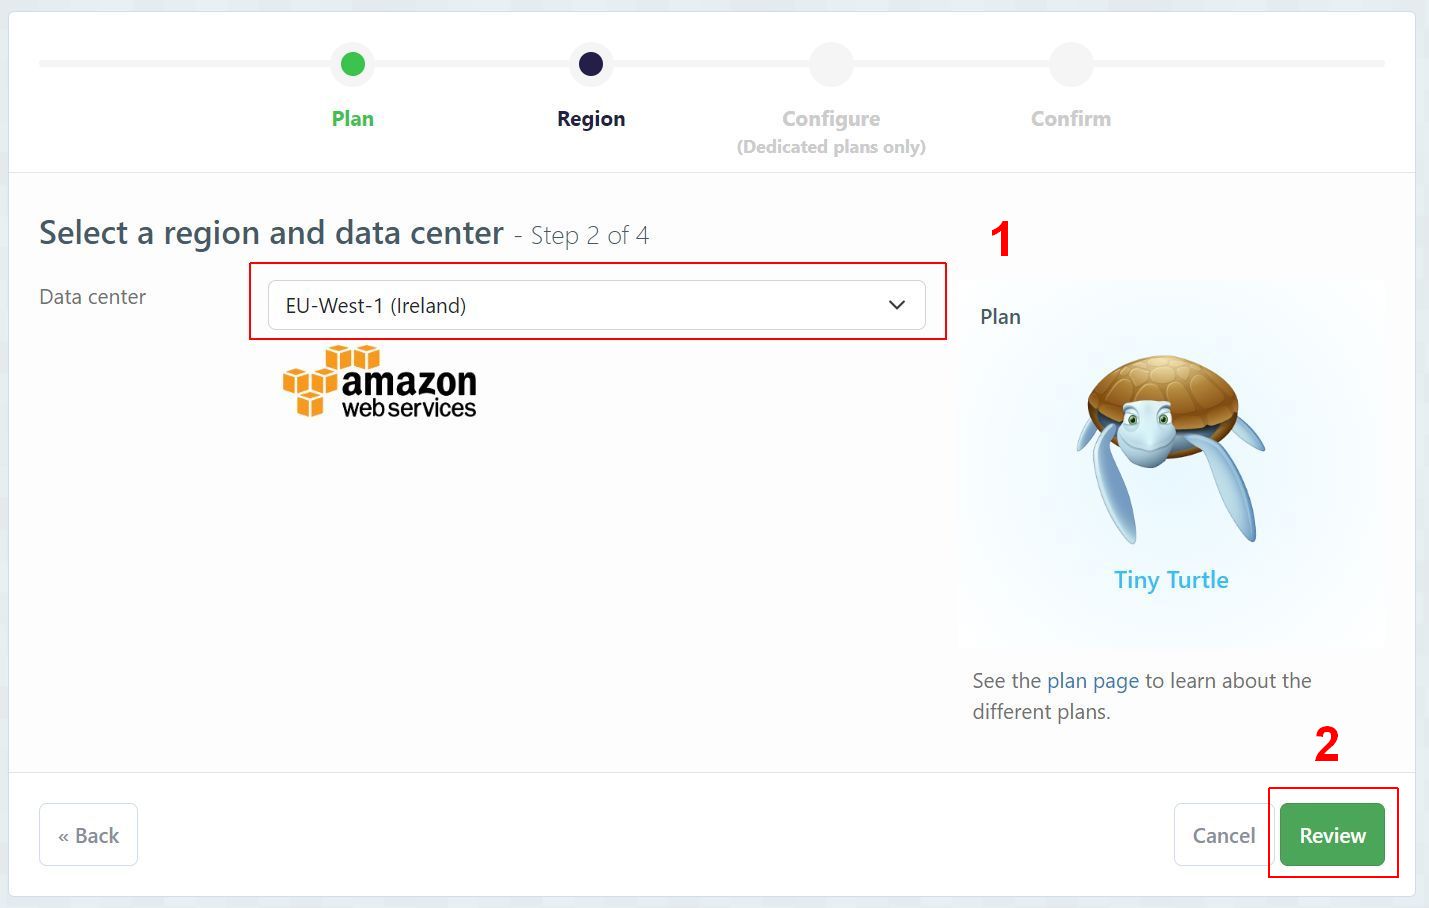 Plan
Region
Configure
(Dedicated plans only)
Confirm
Select a region and data center - Step 2 of 4
1
Data center
EU-West-1 (Ireland)
amazon
web services
Plan
Tiny Turtle
See the plan page to learn about the
different plans.
2
« Back
Cancel
Review